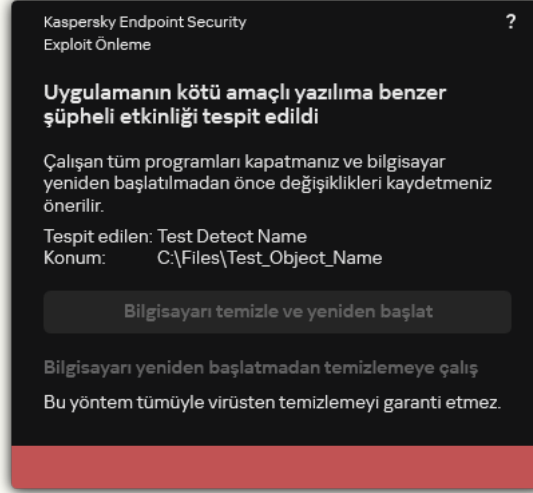 Kaspersky Endpoint Security
?
Exploit Önleme
Uygulamanın kötü amaçlı yazılıma benzer
şüpheli etkinliği tespit edildi
Çalışan tüm programları kapatmanız ve bilgisayar
yeniden başlatılmadan önce değişiklikleri kaydetmeniz
önerilir.
Tespit edilen: Test Detect Name
Konum: C:\Files\Test_Object_Name
Bilgisayarı temizle ve yeniden başlat
Bilgisayarı yeniden başlatmadan temizlemeye çalış
Bu yöntem tümüyle virüsten temizlemeyi garanti etmez.